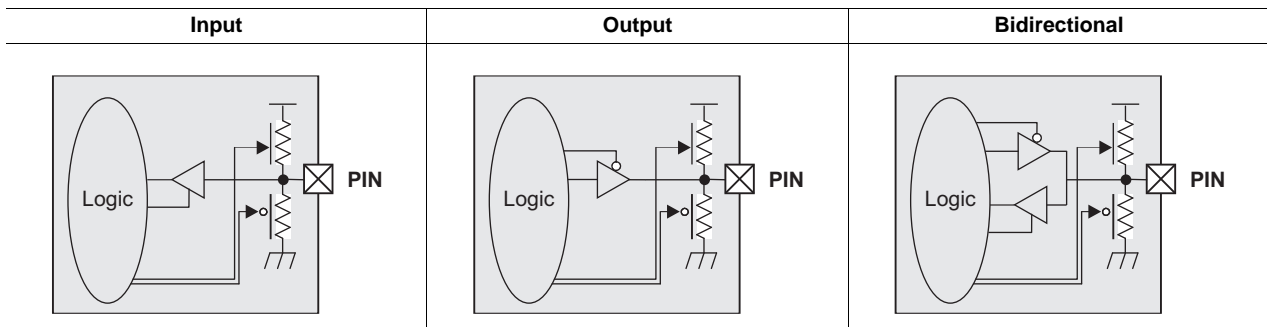 Input Output Bidirectional
Logic PIN Logic PIN Logic PIN